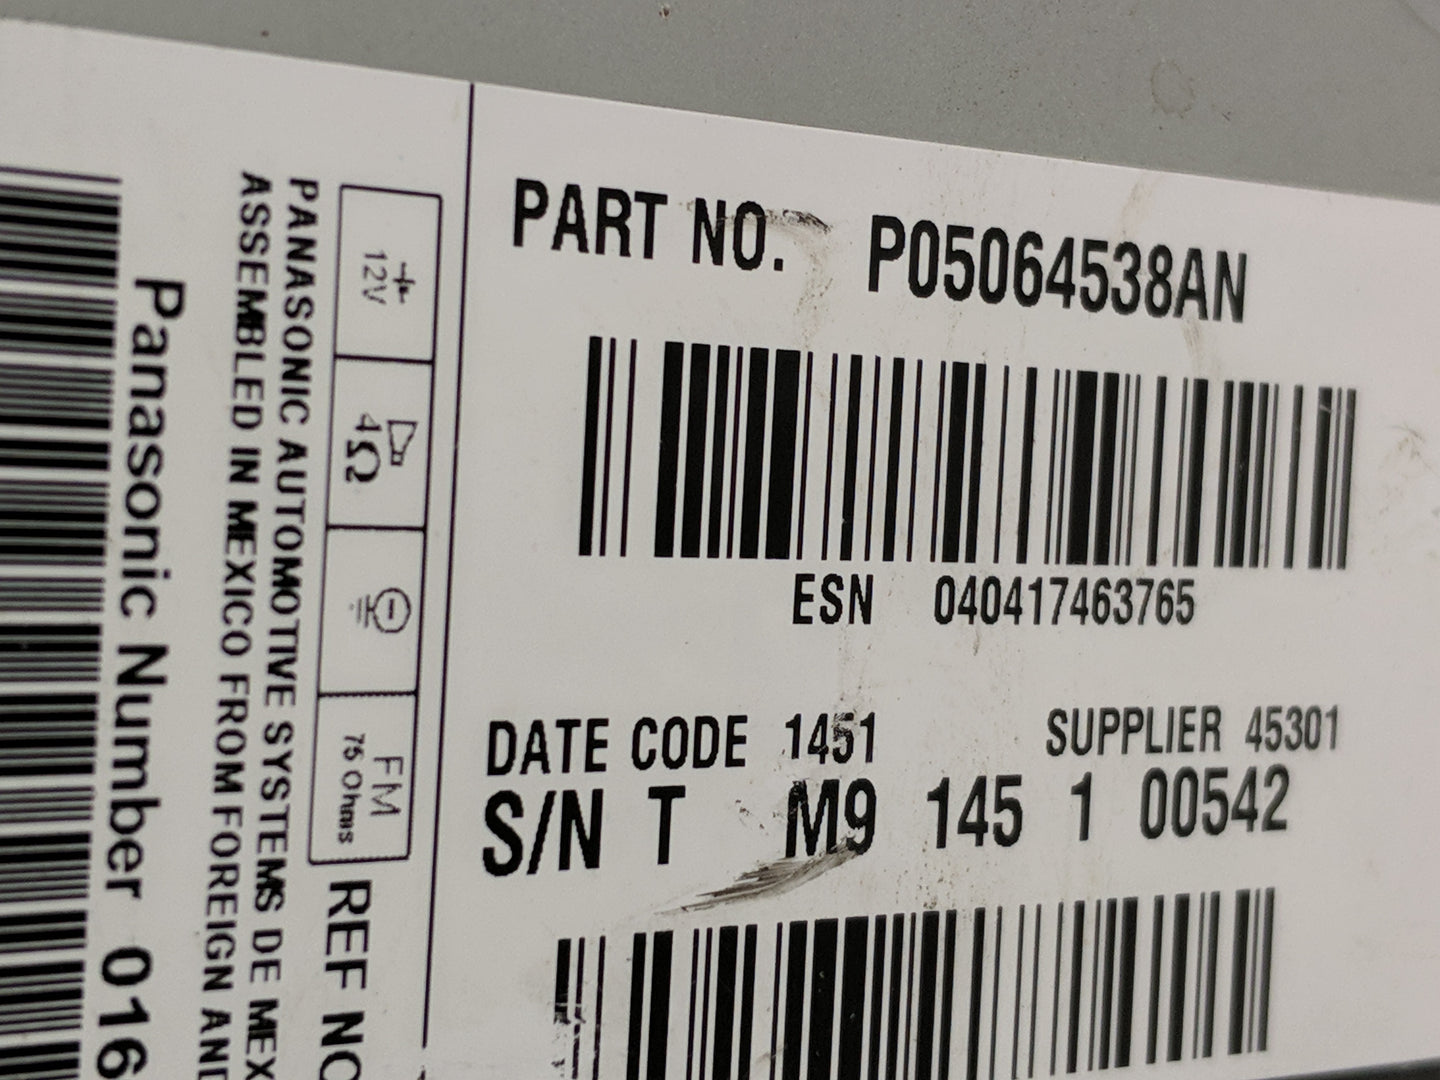 PART NO. P05064538AN
ESN 040417463765
DATE CODE 1451 SUPPLIER 45301
S/N T M9 145 1 00542
12V
4Ω
FM
75 Ohms
REF NO
PANASONIC AUTOMOTIVE SYSTEMS DE MEX
ASSEMBLED IN MEXICO FROM FOREIGN AND
Panasonic Number 016